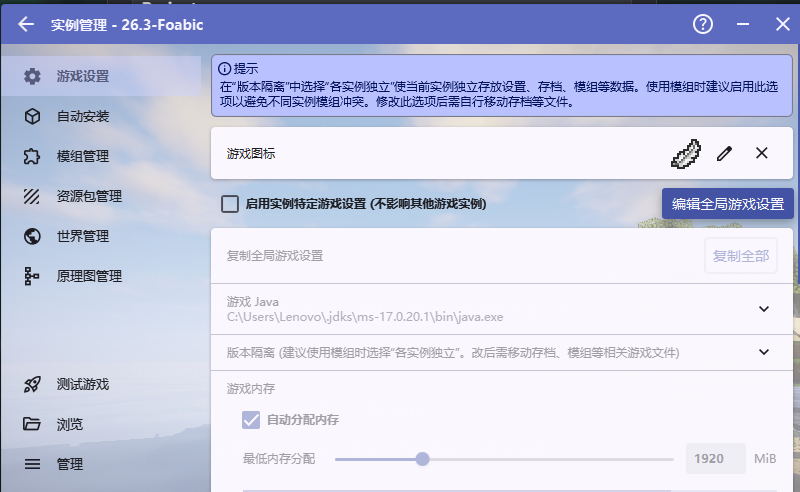 实例管理 - 26.3-Foabic
游戏设置
自动安装
模组管理
资源包管理
世界管理
原理图管理
测试游戏
浏览
管理
提示
在“版本隔离”中选择“各实例独立”使当前实例独立存放设置、存档、模组等数据。使用模组时建议启用此选
项以避免不同实例模组冲突。修改此选项后需自行移动存档等文件。
游戏图标
启用实例特定游戏设置 (不影响其他游戏实例)
编辑全局游戏设置
复制全局游戏设置
复制全部
游戏 Java
C:\Users\Lenovo\.jdks\ms-17.0.20.1\bin\java.exe
版本隔离 (建议使用模组时选择“各实例独立”。改后需移动存档、模组等相关游戏文件)
游戏内存
自动分配内存
最低内存分配
1920
MiB